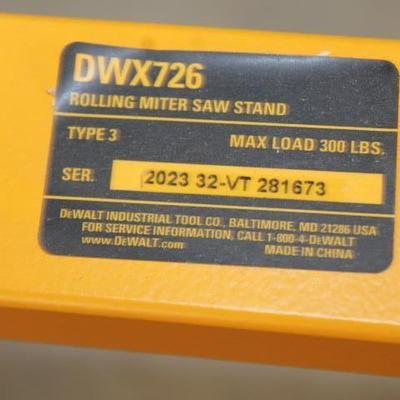 DWX726
ROLLING MITER SAW STAND
TYPE 3 MAX LOAD 300 LBS.
SER. 2023 32-VT 281673
DEWALT INDUSTRIAL TOOL CO., BALTIMORE, MD 21286 USA
FOR SERVICE INFORMATION, CALL 1-800-4-DEWALT
www.DEWALT.com MADE IN CHINA